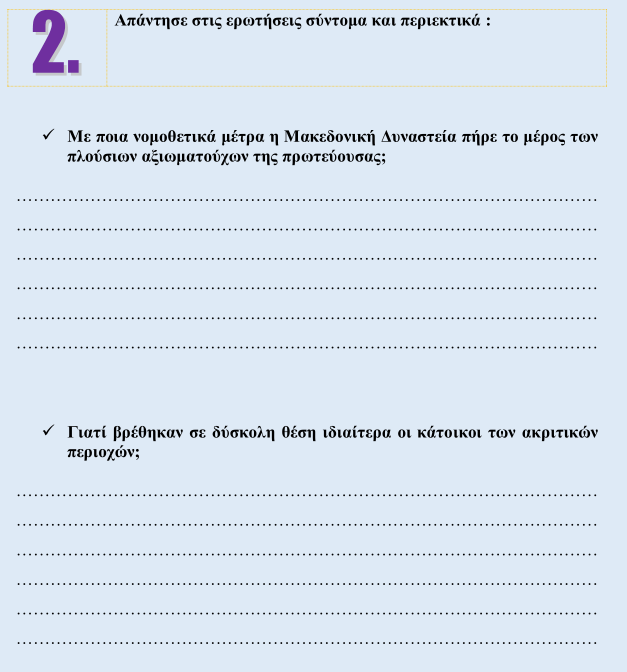 2.
Απάντησε στις ερωτήσεις σύντομα και περιεκτικά :
✓ Με ποια νομοθετικά μέτρα η Μακεδονική Δυναστεία πήρε το μέρος των
πλούσιων αξιωματούχων της πρωτεύουσας;
……………………………………………………………………………………………
……………………………………………………………………………………………
……………………………………………………………………………………………
……………………………………………………………………………………………
……………………………………………………………………………………………
……………………………………………………………………………………………
✓ Γιατί βρέθηκαν σε δύσκολη θέση ιδιαίτερα οι κάτοικοι των ακριτικών
περιοχών;
……………………………………………………………………………………………
……………………………………………………………………………………………
……………………………………………………………………………………………
……………………………………………………………………………………………
……………………………………………………………………………………………
……………………………………………………………………………………………